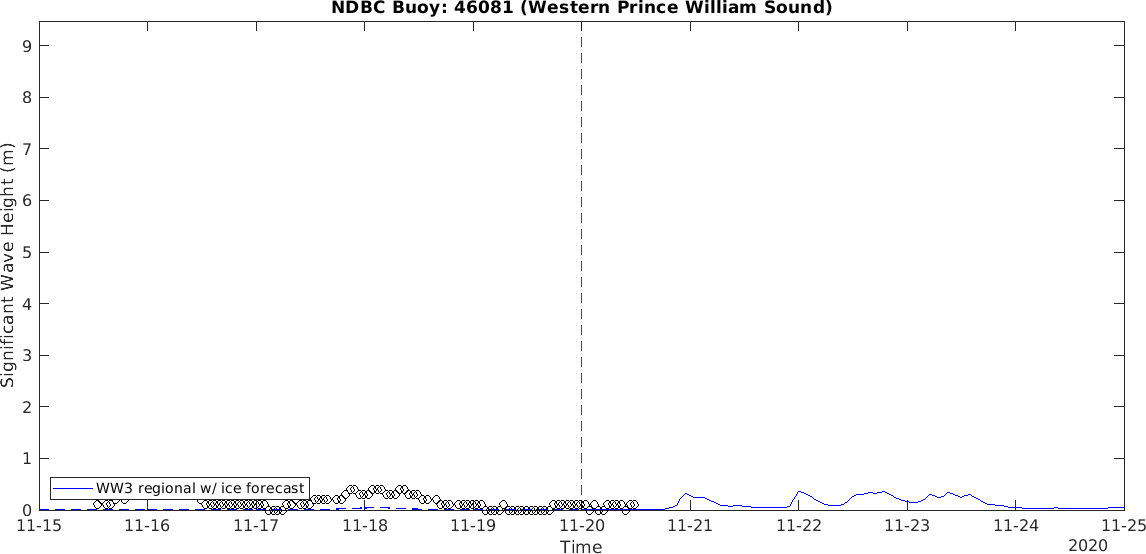 NDBC Buoy: 46081 (Western Prince William Sound)
9
8
7
6
5
4
3
2
1
0
Significant Wave Height (m)
WW3 regional w/ ice forecast
11-15 11-16 11-17 11-18 11-19 11-20 11-21 11-22 11-23 11-24 11-25
Time
2020